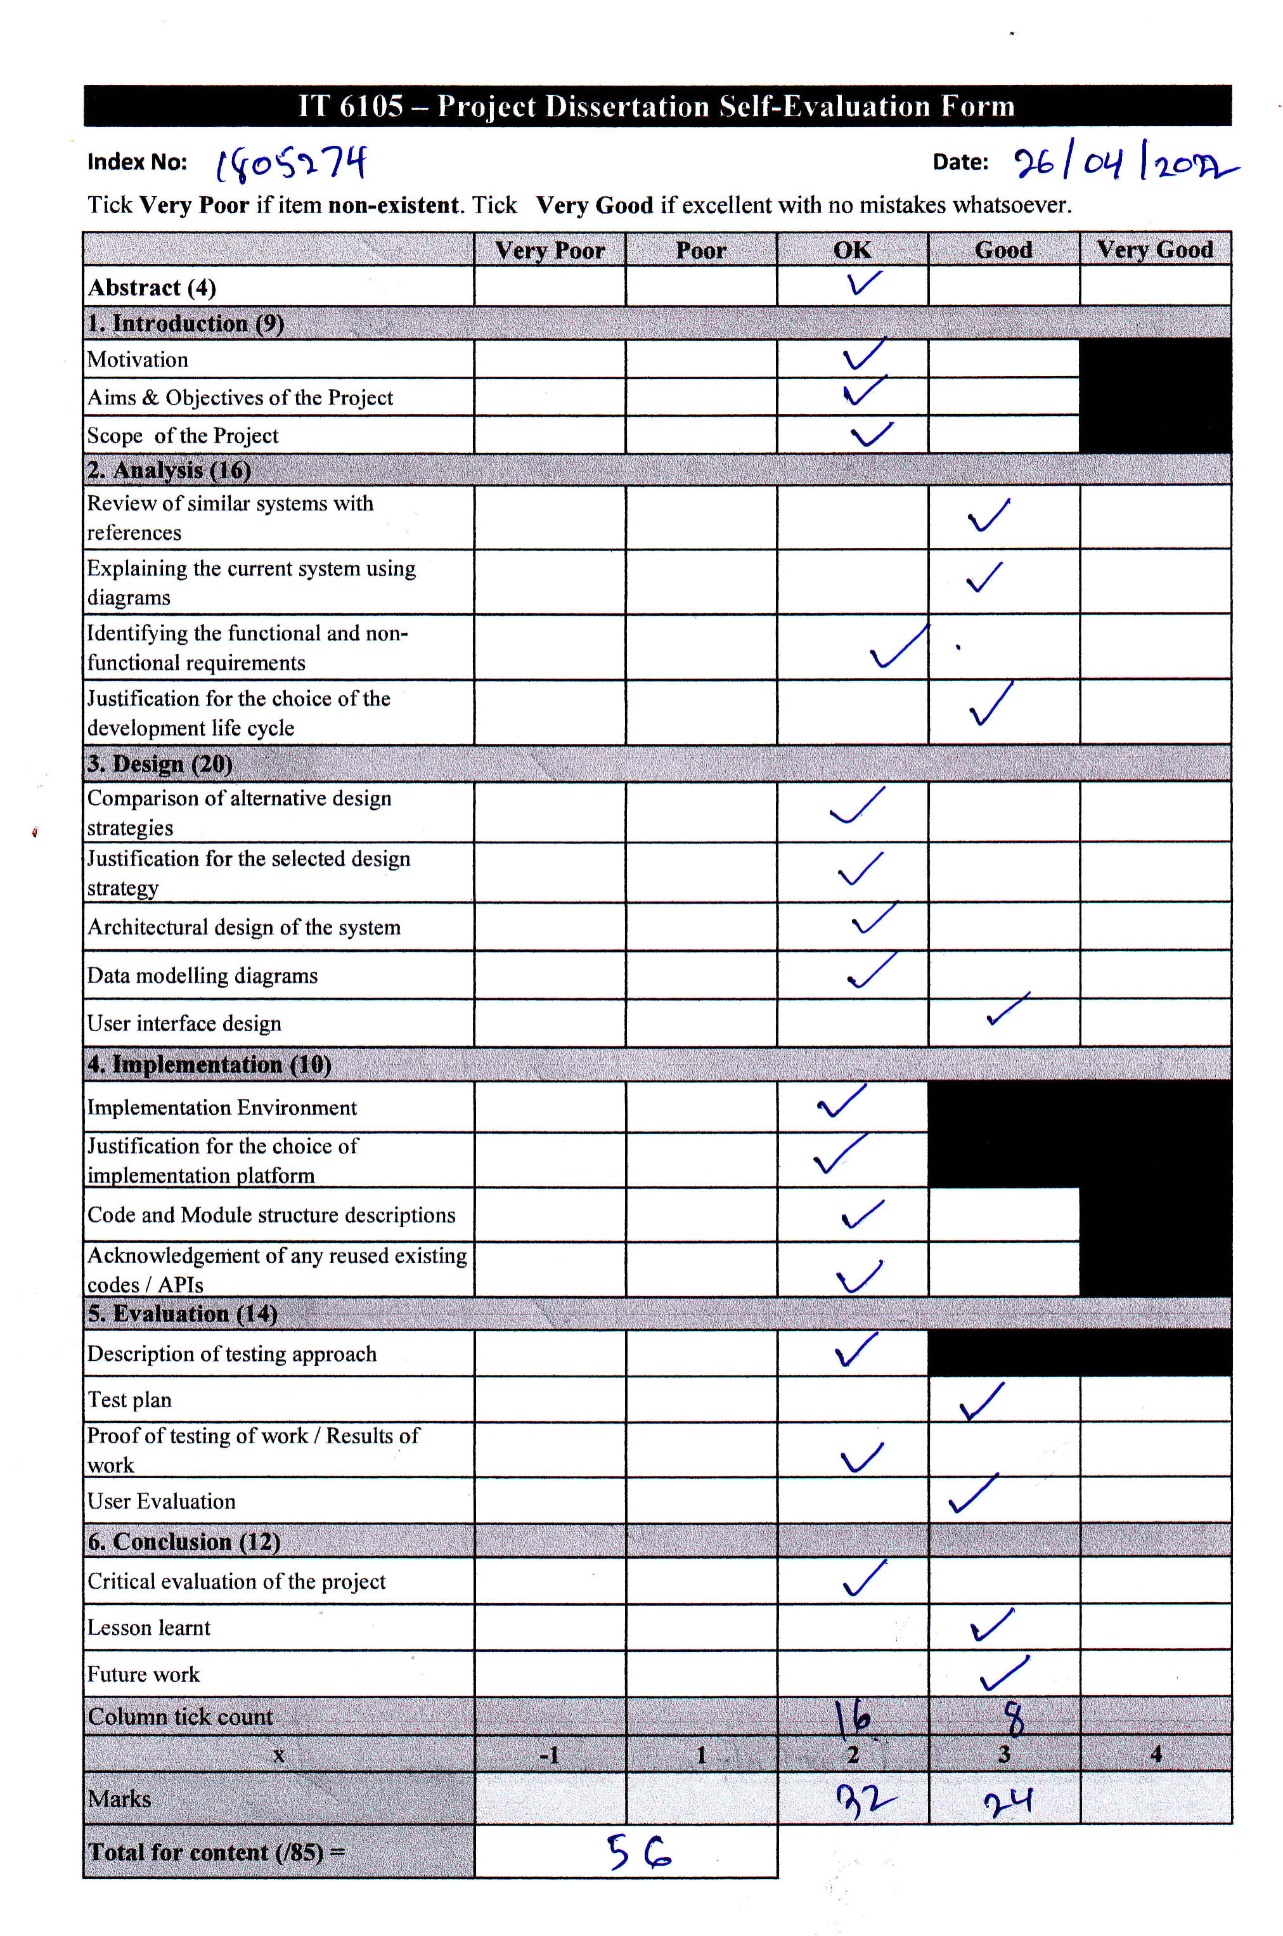 IT 6105 – Project Dissertation Self-Evaluation Form
Index No: 1805274 Date: 26/04/2022
Tick Very Poor if item non-existent. Tick Very Good if excellent with no mistakes whatsoever.
Very Poor Poor OK Good Very Good
Abstract (4) ✓
1. Introduction (9)
Motivation ✓
Aims & Objectives of the Project ✓
Scope of the Project ✓
2. Analysis (16)
Review of similar systems with
references ✓
Explaining the current system using
diagrams ✓
Identifying the functional and non-
functional requirements ✓
Justification for the choice of the
development life cycle ✓
3. Design (20)
Comparison of alternative design
strategies ✓
Justification for the selected design
strategy ✓
Architectural design of the system ✓
Data modelling diagrams ✓
User interface design ✓
4. Implementation (10)
Implementation Environment ✓
Justification for the choice of
implementation platform ✓
Code and Module structure descriptions ✓
Acknowledgement of any reused existing
codes / APIs ✓
5. Evaluation (14)
Description of testing approach ✓
Test plan ✓
Proof of testing of work / Results of
work ✓
User Evaluation ✓
6. Conclusion (12)
Critical evaluation of the project ✓
Lesson learnt ✓
Future work ✓
Column tick count 16 8
x -1 1 2 3 4
Marks 32 24
Total for content (/85) = 56